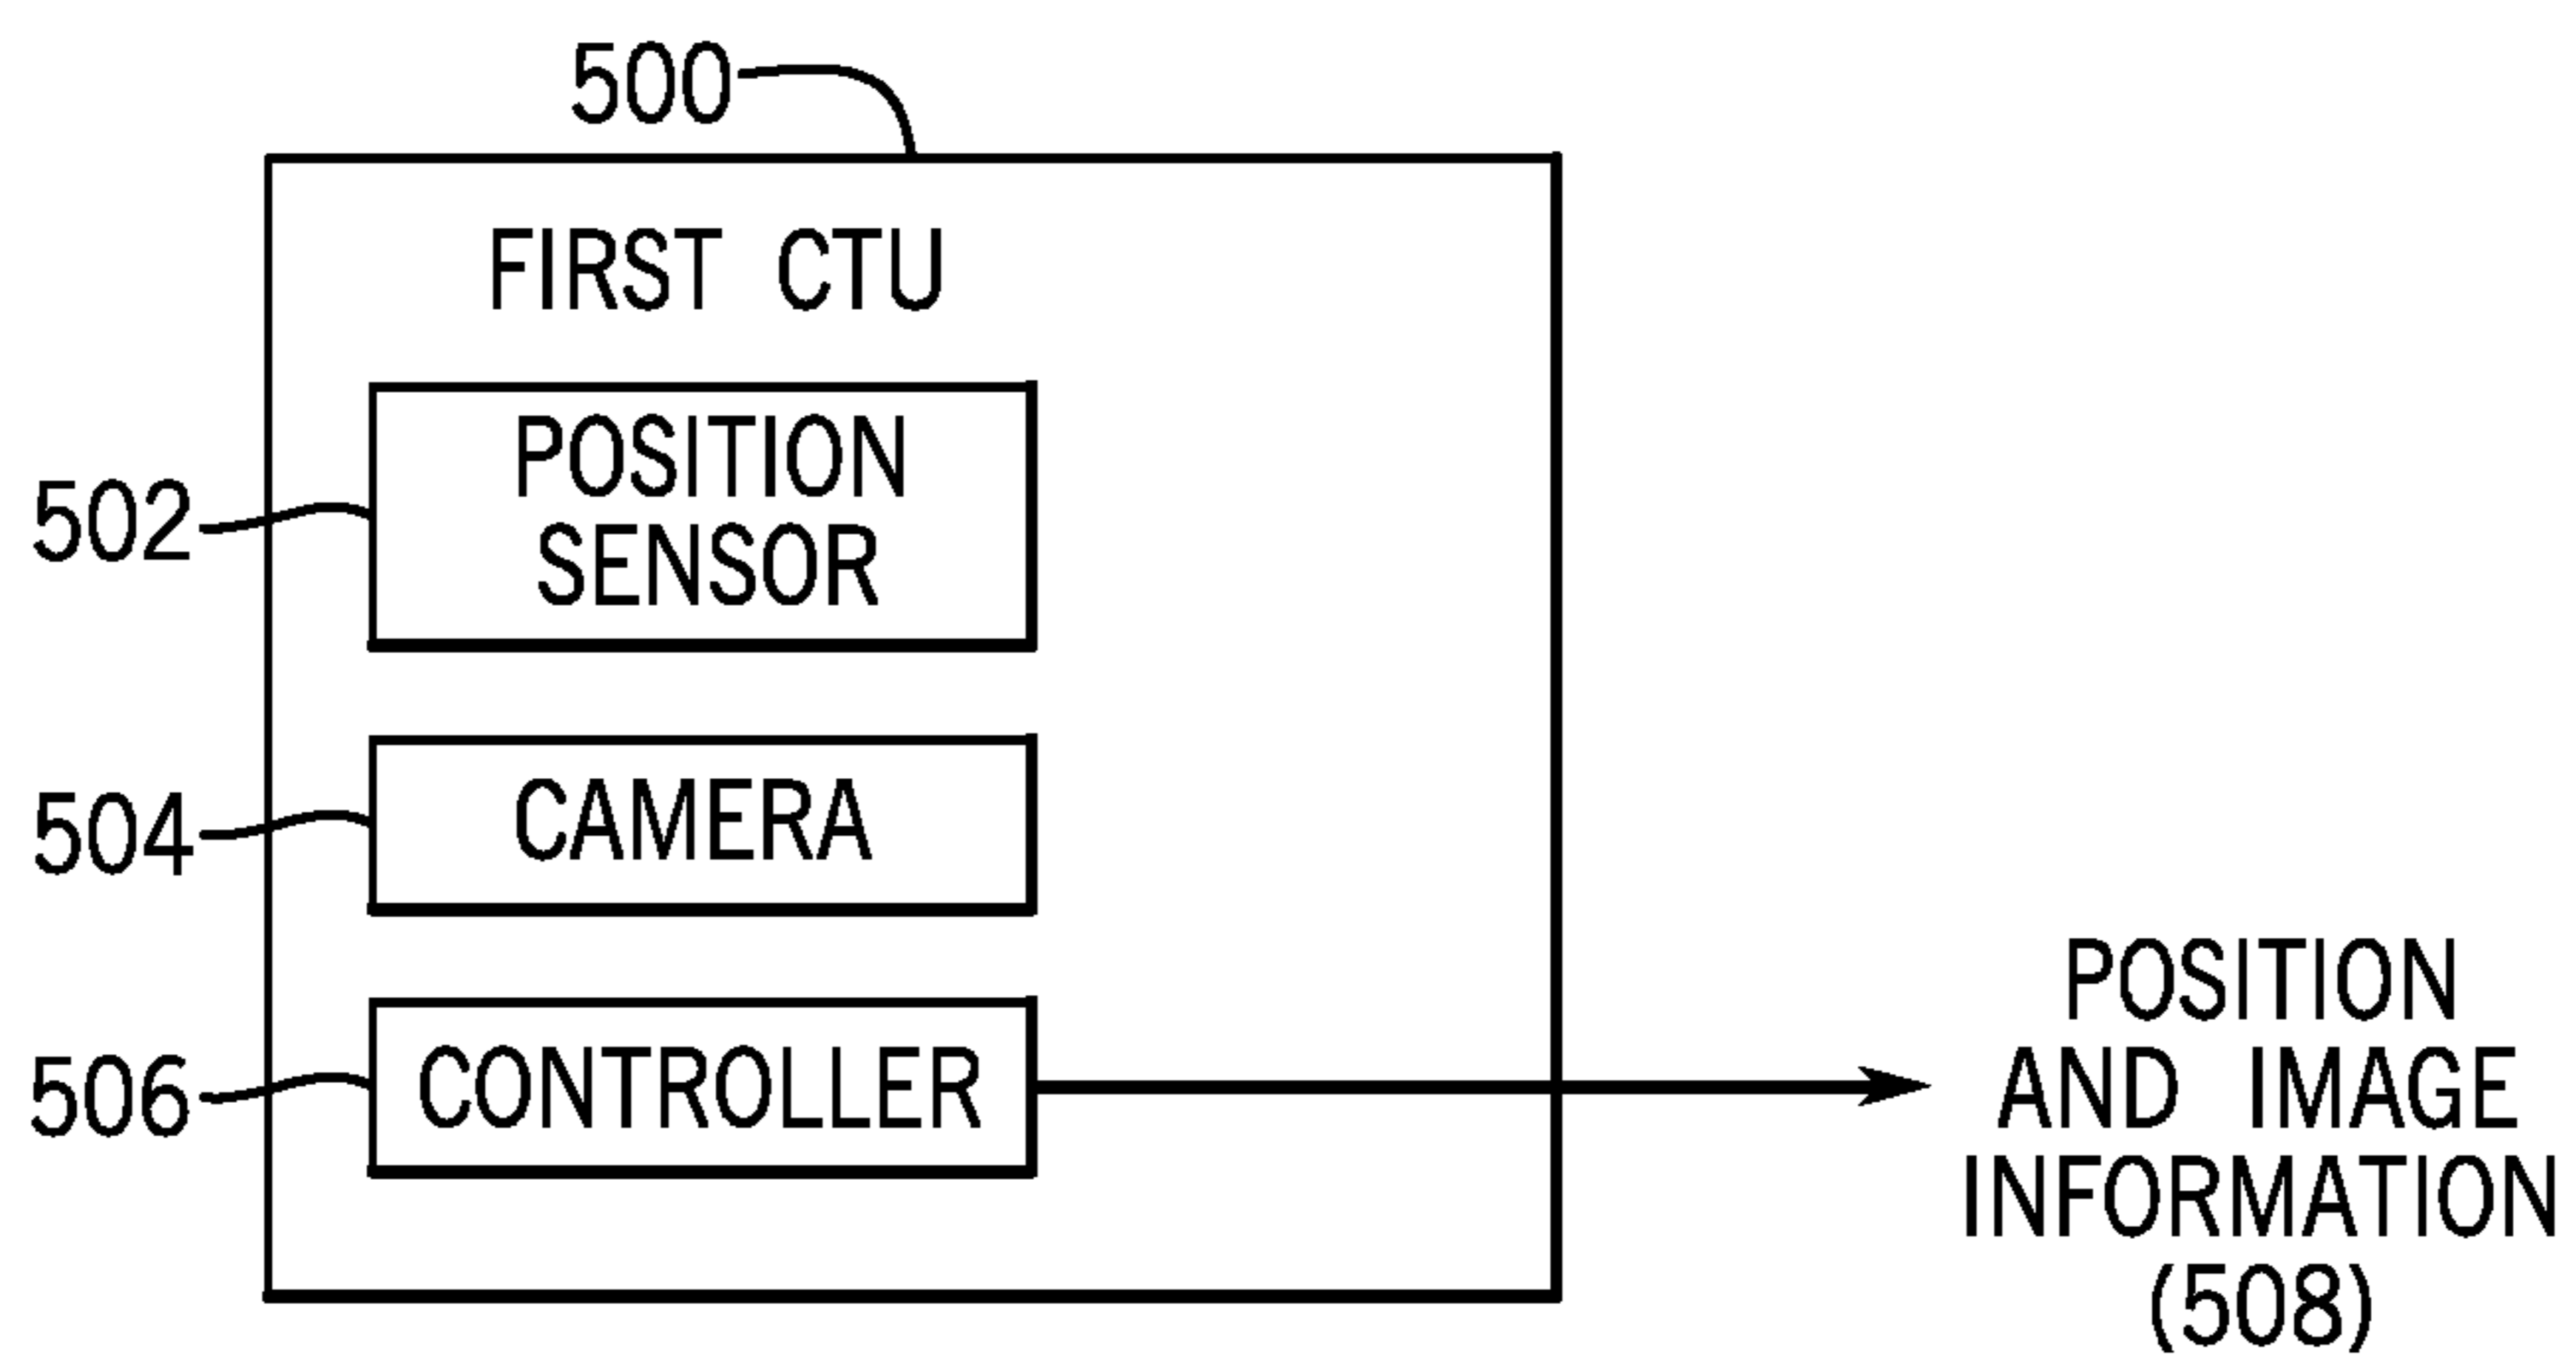 500
FIRST CTU
502
POSITION
SENSOR
504
CAMERA
506
CONTROLLER
POSITION
AND IMAGE
INFORMATION
(508)